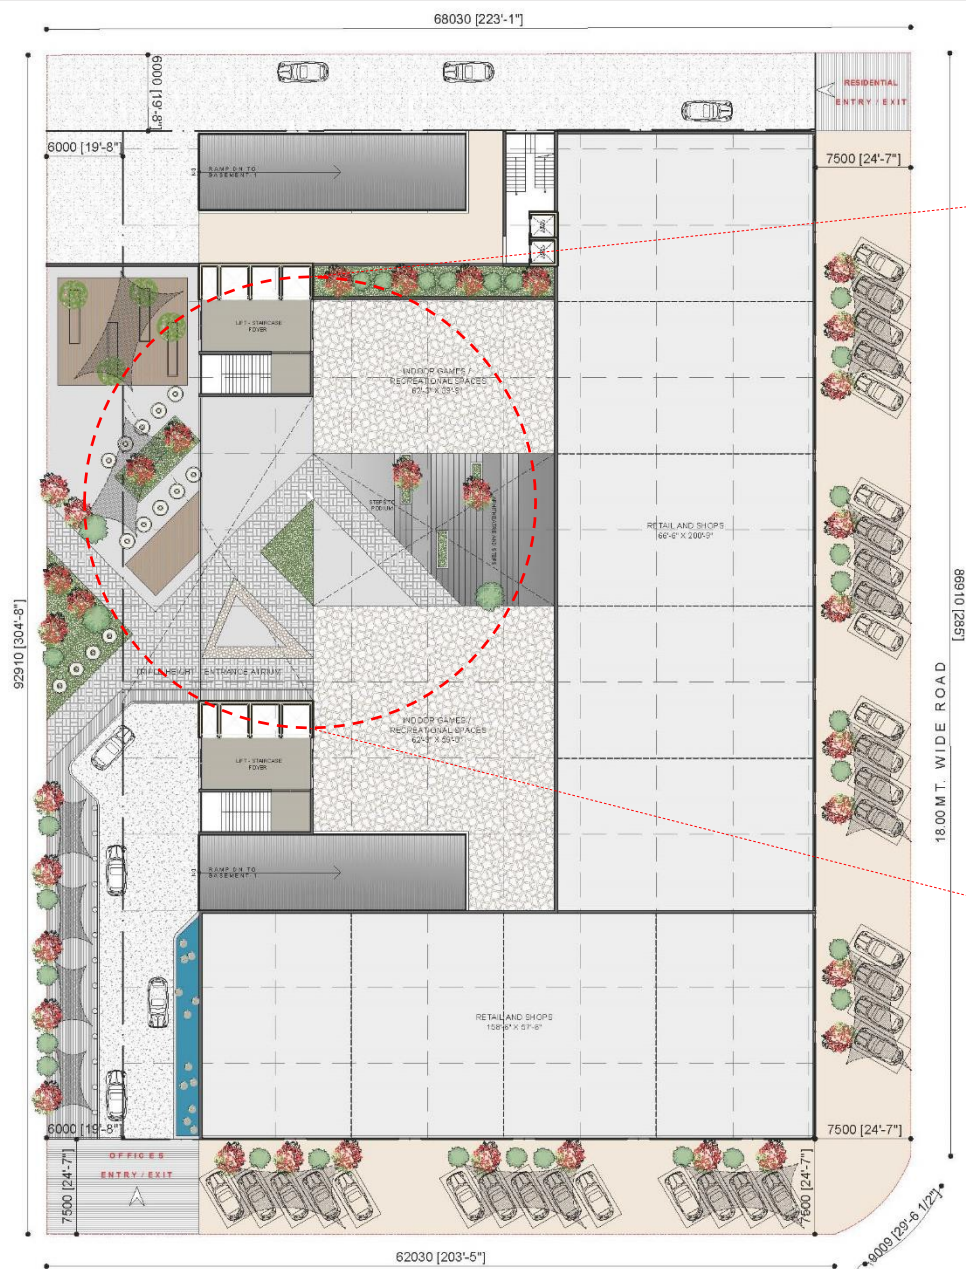 68030 [223'-1"]
6000 [19'-8"]
RESIDENTIAL
ENTRY / EXIT
6000 [19'-8"]
7500 [24'-7"]
RAMP DN TO
BASEMENT-1
LIFT - STAIRCASE
FOYER
INDOOR GAMES /
RECREATIONAL SPACES
STEPS TO
PODIUM
RETAIL AND SHOPS
66'-6" X 200'-9"
92910 [304'-8"]
86910 [285']
18.00 MT. WIDE ROAD
TRIPLE HEIGHT ENTRANCE ATRIUM
INDOOR GAMES /
RECREATIONAL SPACES
LIFT - STAIRCASE
FOYER
RAMP DN TO
BASEMENT-1
RETAIL AND SHOPS
158'-6" X 57'-8"
6000 [19'-8"]
7500 [24'-7"]
OFFICES
ENTRY / EXIT
7500 [24'-7"]
7500 [24'-7"]
9009 [29'-6 1/2"]
62030 [203'-5"]